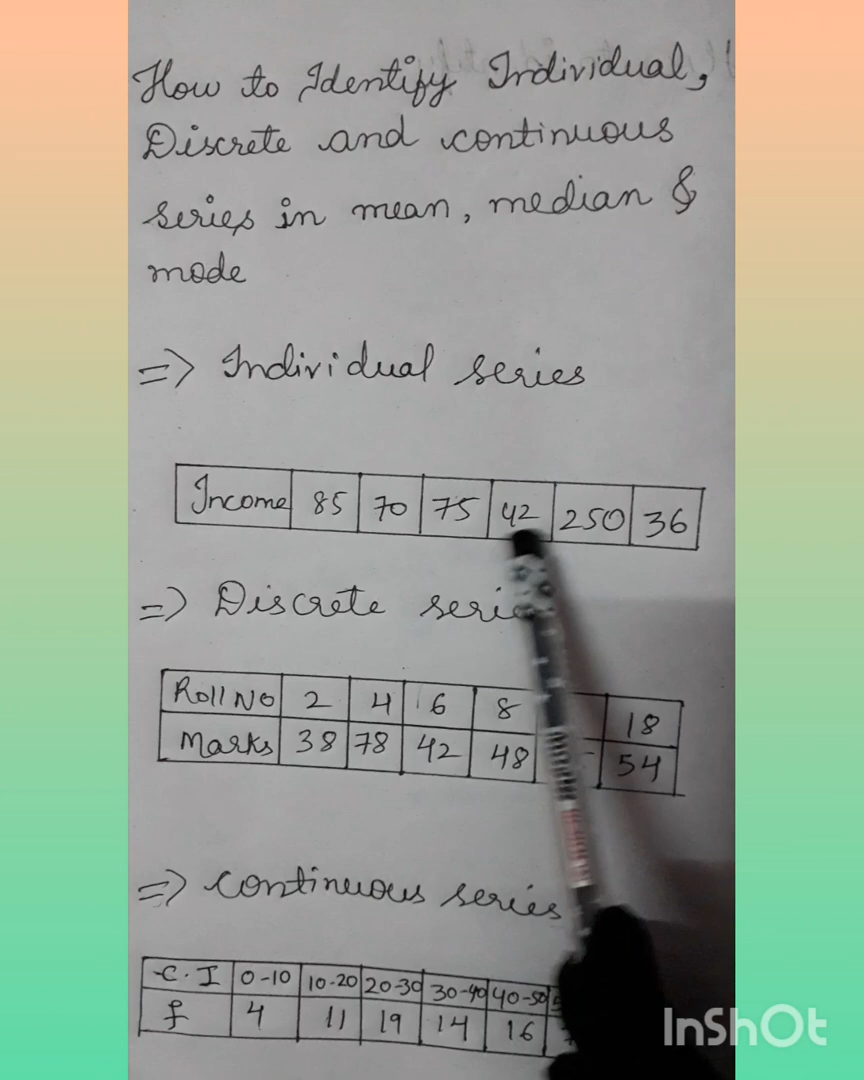 How to Identify Individual,
Discrete and continuous
series in mean, median &
mode
=> Individual series
Income 85 70 75 42 250 36
=> Discrete
Roll No 2 4 6 8 18
Marks 38 78 42 48 54
=> continuous series
C.I 0-10 10-20 20-30 30-40 40-50
f 4 11 19 14 16
InShOt